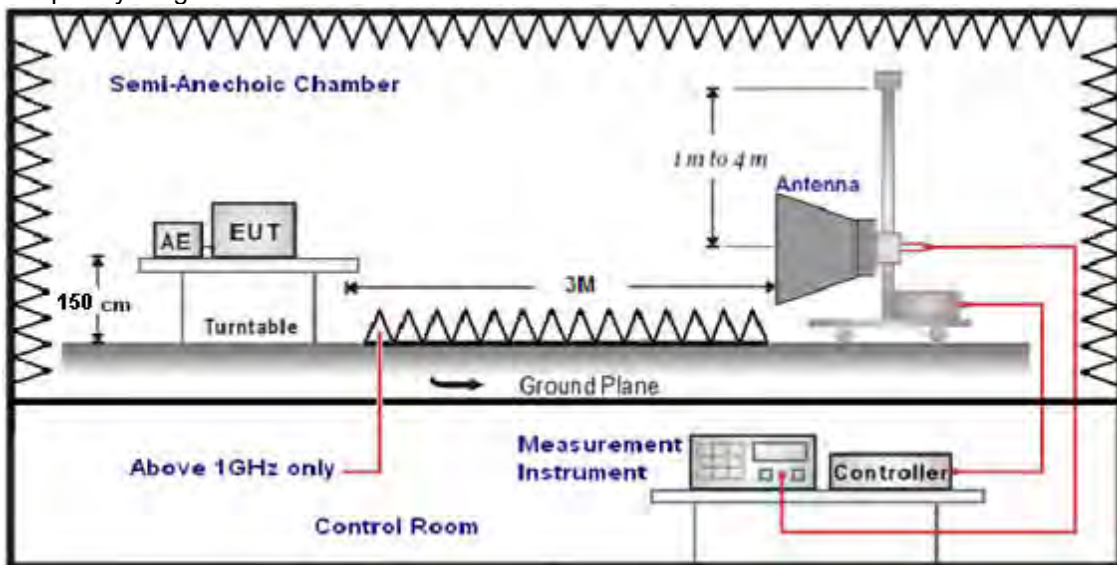 Semi-Anechoic Chamber
1 m to 4 m
Antenna
AE
EUT
150 cm
3M
Turntable
Ground Plane
Above 1GHz only
Measurement
Instrument
Controller
Control Room